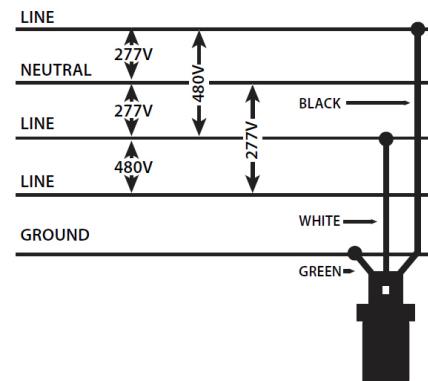 LINE
277V
480V
NEUTRAL
277V
277V
BLACK
LINE
480V
LINE
WHITE
GROUND
GREEN